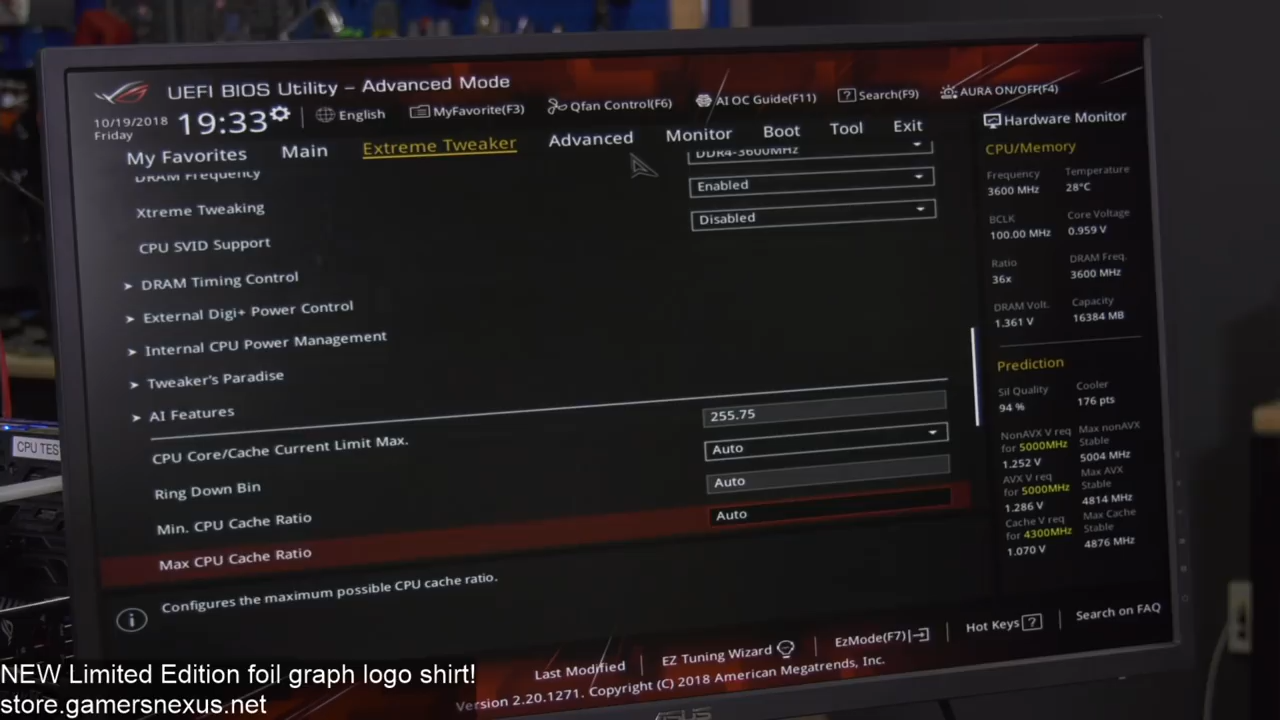 UEFI BIOS Utility – Advanced Mode
10/19/2018
Friday
19:33
English
MyFavorite(F3)
Qfan Control(F6)
AI OC Guide(F11)
Search(F9)
AURA ON/OFF(F4)
My Favorites
Main
Extreme Tweaker
Advanced
Monitor
Boot
Tool
Exit
DRAM Frequency
DDR4-3600MHz
Xtreme Tweaking
Enabled
CPU SVID Support
Disabled
DRAM Timing Control
External Digi+ Power Control
Internal CPU Power Management
Tweaker's Paradise
AI Features
CPU Core/Cache Current Limit Max.
255.75
Ring Down Bin
Auto
Min. CPU Cache Ratio
Auto
Max CPU Cache Ratio
Auto
Configures the maximum possible CPU cache ratio.
Hardware Monitor
CPU/Memory
Frequency Temperature
3600 MHz 28°C
BCLK Core Voltage
100.00 MHz 0.959 V
Ratio DRAM Freq.
36x 3600 MHz
DRAM Volt. Capacity
1.361 V 16384 MB
Prediction
Sil Quality Cooler
94 % 176 pts
NonAVX V req Max nonAVX
for 5000MHz Stable
1.252 V 5004 MHz
AVX V req Max AVX
for 5000MHz Stable
1.286 V 4814 MHz
Cache V req Max Cache
for 4300MHz Stable
1.070 V 4876 MHz
Last Modified
EZ Tuning Wizard
EzMode(F7)
Hot Keys ?
Search on FAQ
Version 2.20.1271. Copyright (C) 2018 American Megatrends, Inc.
ASUS
CPU TES
NEW Limited Edition foil graph logo shirt!
store.gamersnexus.net